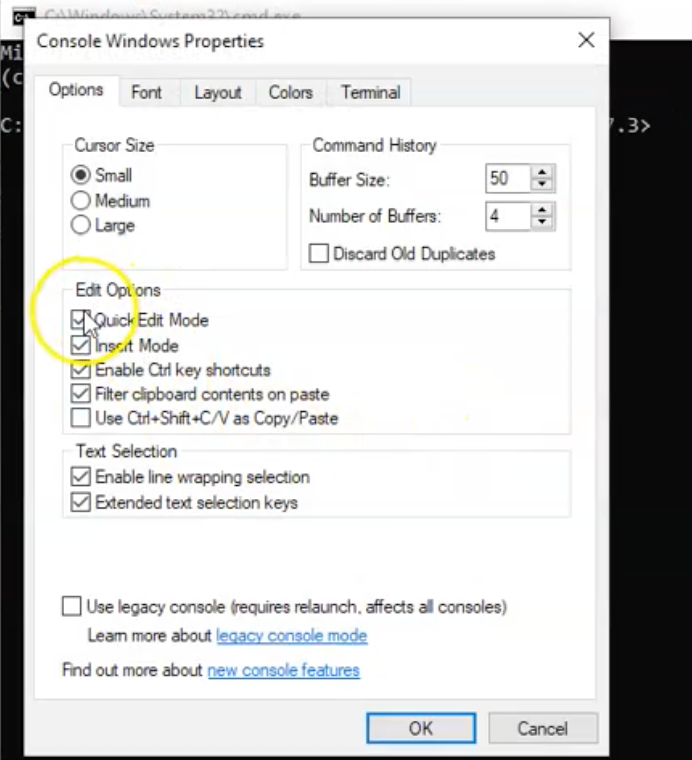 C:\Windows\System32\cmd.exe
Console Windows Properties
Mi
(c
C:
7.3>
Options Font Layout Colors Terminal
Cursor Size
Small
Medium
Large
Command History
Buffer Size: 50
Number of Buffers: 4
Discard Old Duplicates
Edit Options
QuickEdit Mode
Insert Mode
Enable Ctrl key shortcuts
Filter clipboard contents on paste
Use Ctrl+Shift+C/V as Copy/Paste
Text Selection
Enable line wrapping selection
Extended text selection keys
Use legacy console (requires relaunch, affects all consoles)
Learn more about legacy console mode
Find out more about new console features
OK Cancel